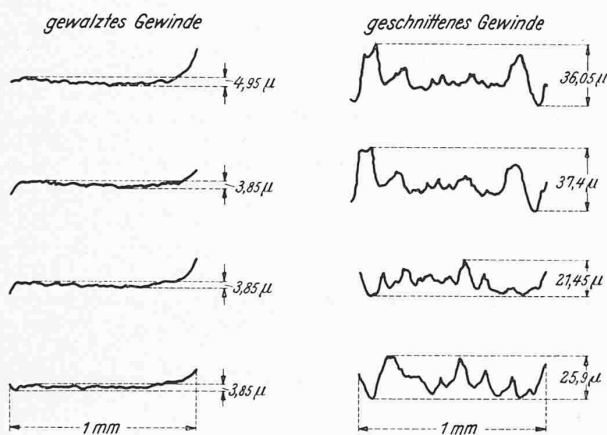 gewalztes Gewinde
geschnittenes Gewinde
4,95 μ
36,05 μ
3,85 μ
37,4 μ
3,85 μ
21,45 μ
3,85 μ
25,9 μ
1 mm
1 mm